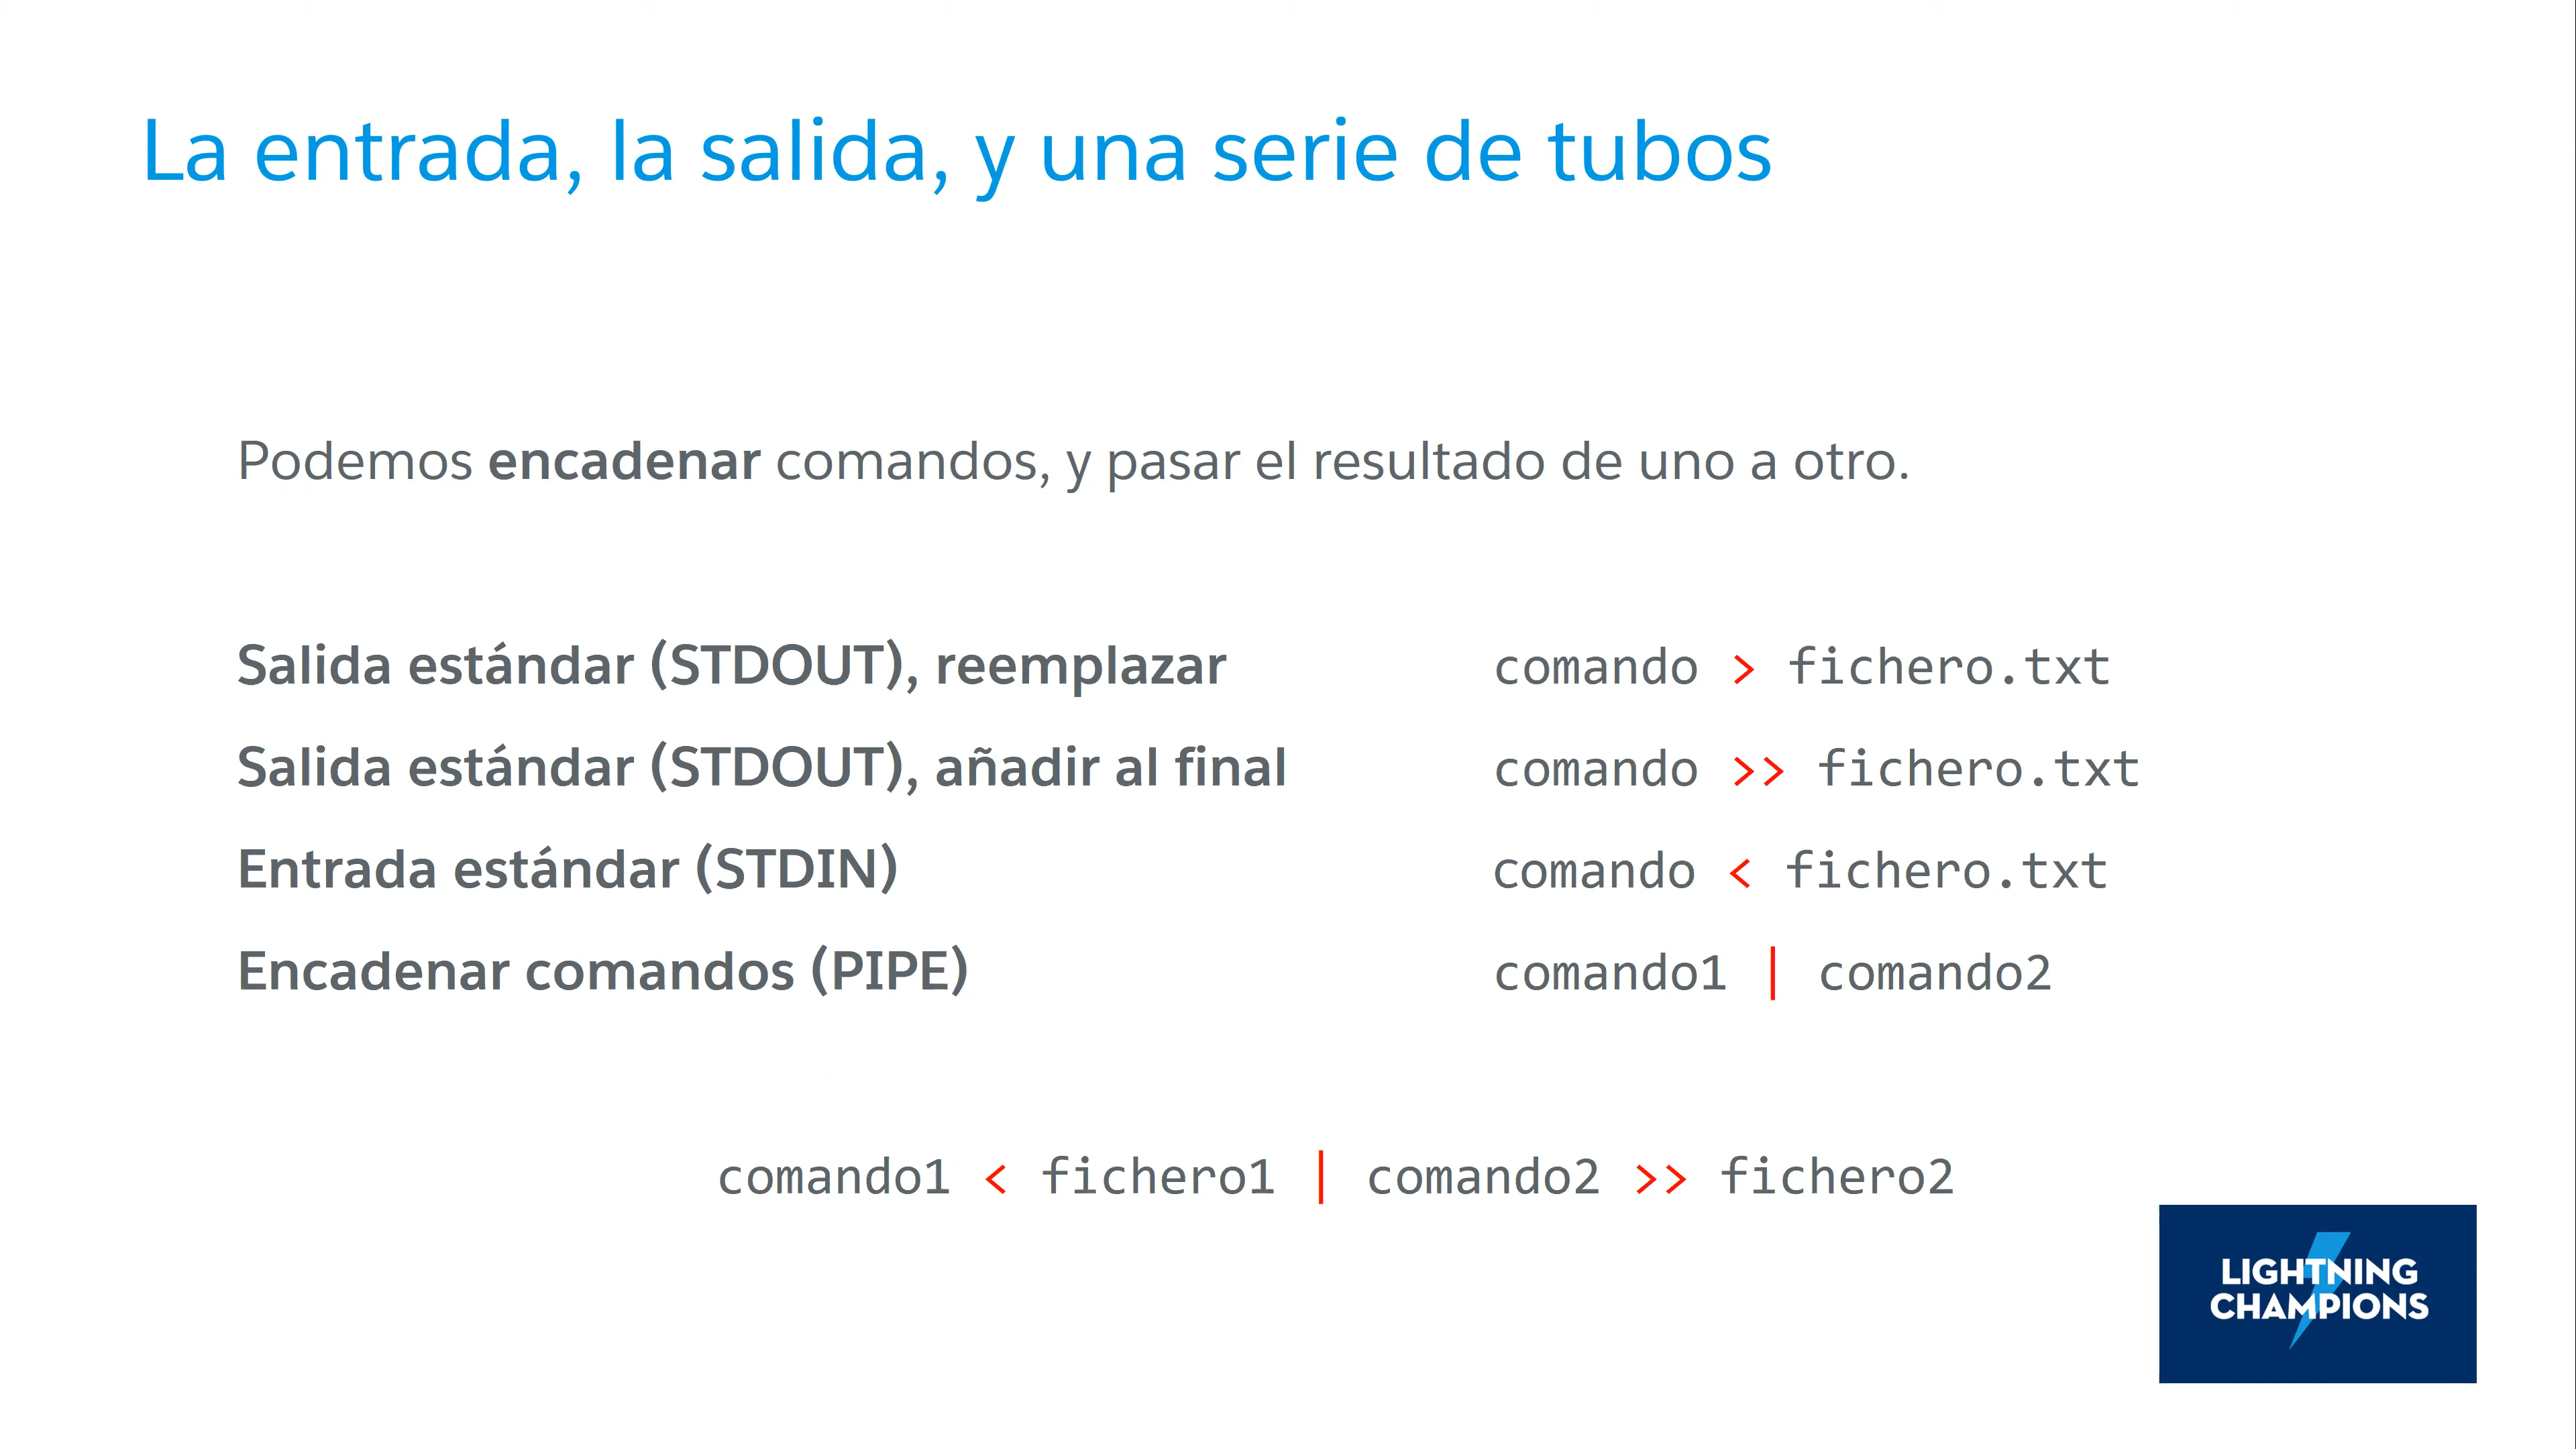 La entrada, la salida, y una serie de tubos
Podemos encadenar comandos, y pasar el resultado de uno a otro.
Salida estándar (STDOUT), reemplazar comando > fichero.txt
Salida estándar (STDOUT), añadir al final comando >> fichero.txt
Entrada estándar (STDIN) comando < fichero.txt
Encadenar comandos (PIPE) comando1 | comando2
comando1 < fichero1 | comando2 >> fichero2
LIGHTNING
CHAMPIONS